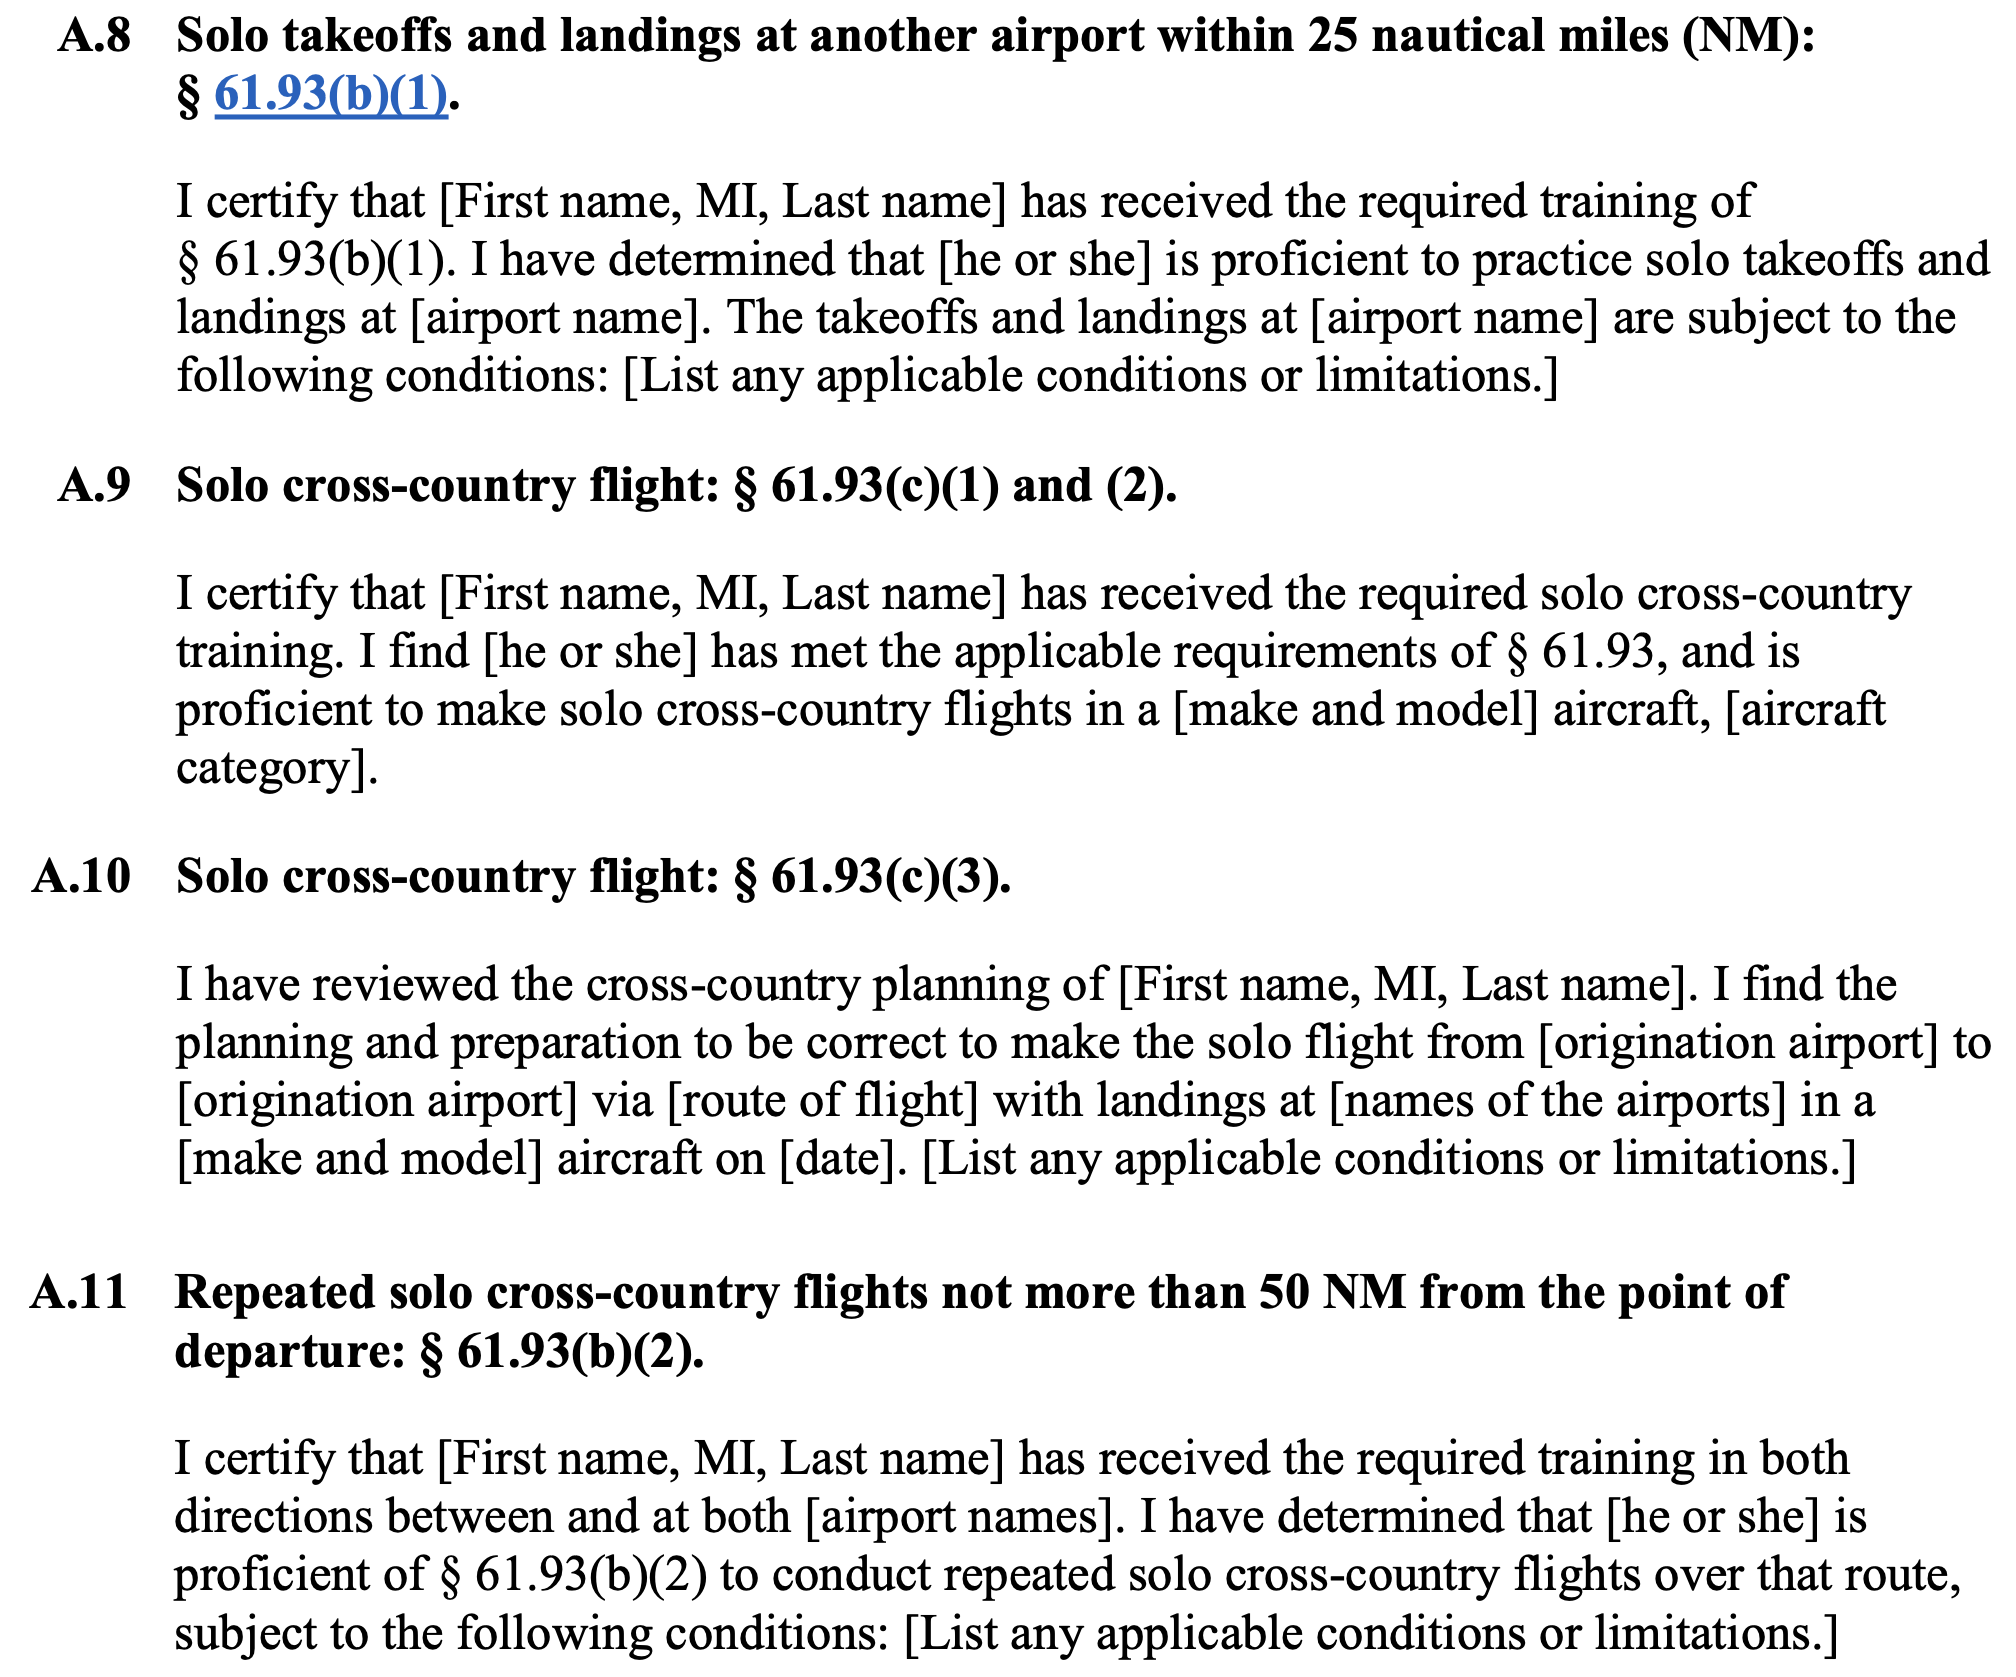 A.8 Solo takeoffs and landings at another airport within 25 nautical miles (NM):
§ 61.93(b)(1).
I certify that [First name, MI, Last name] has received the required training of
§ 61.93(b)(1). I have determined that [he or she] is proficient to practice solo takeoffs and
landings at [airport name]. The takeoffs and landings at [airport name] are subject to the
following conditions: [List any applicable conditions or limitations.]
A.9 Solo cross-country flight: § 61.93(c)(1) and (2).
I certify that [First name, MI, Last name] has received the required solo cross-country
training. I find [he or she] has met the applicable requirements of § 61.93, and is
proficient to make solo cross-country flights in a [make and model] aircraft, [aircraft
category].
A.10 Solo cross-country flight: § 61.93(c)(3).
I have reviewed the cross-country planning of [First name, MI, Last name]. I find the
planning and preparation to be correct to make the solo flight from [origination airport] to
[origination airport] via [route of flight] with landings at [names of the airports] in a
[make and model] aircraft on [date]. [List any applicable conditions or limitations.]
A.11 Repeated solo cross-country flights not more than 50 NM from the point of
departure: § 61.93(b)(2).
I certify that [First name, MI, Last name] has received the required training in both
directions between and at both [airport names]. I have determined that [he or she] is
proficient of § 61.93(b)(2) to conduct repeated solo cross-country flights over that route,
subject to the following conditions: [List any applicable conditions or limitations.]